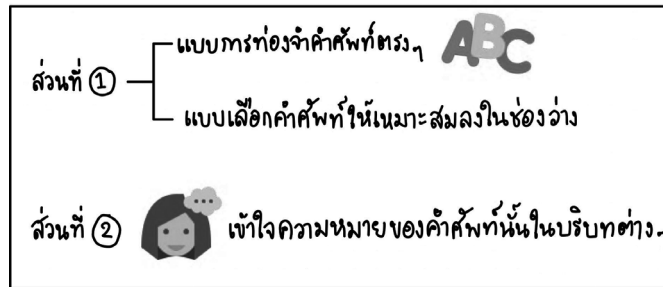 แบบการท่องจำคำศัพท์ตรงๆ ABC
ส่วนที่ 1
แบบเลือกคำศัพท์ให้เหมาะสมลงในช่องว่าง
ส่วนที่ 2 เข้าใจความหมายของคำศัพท์นั้นในบริบทต่าง